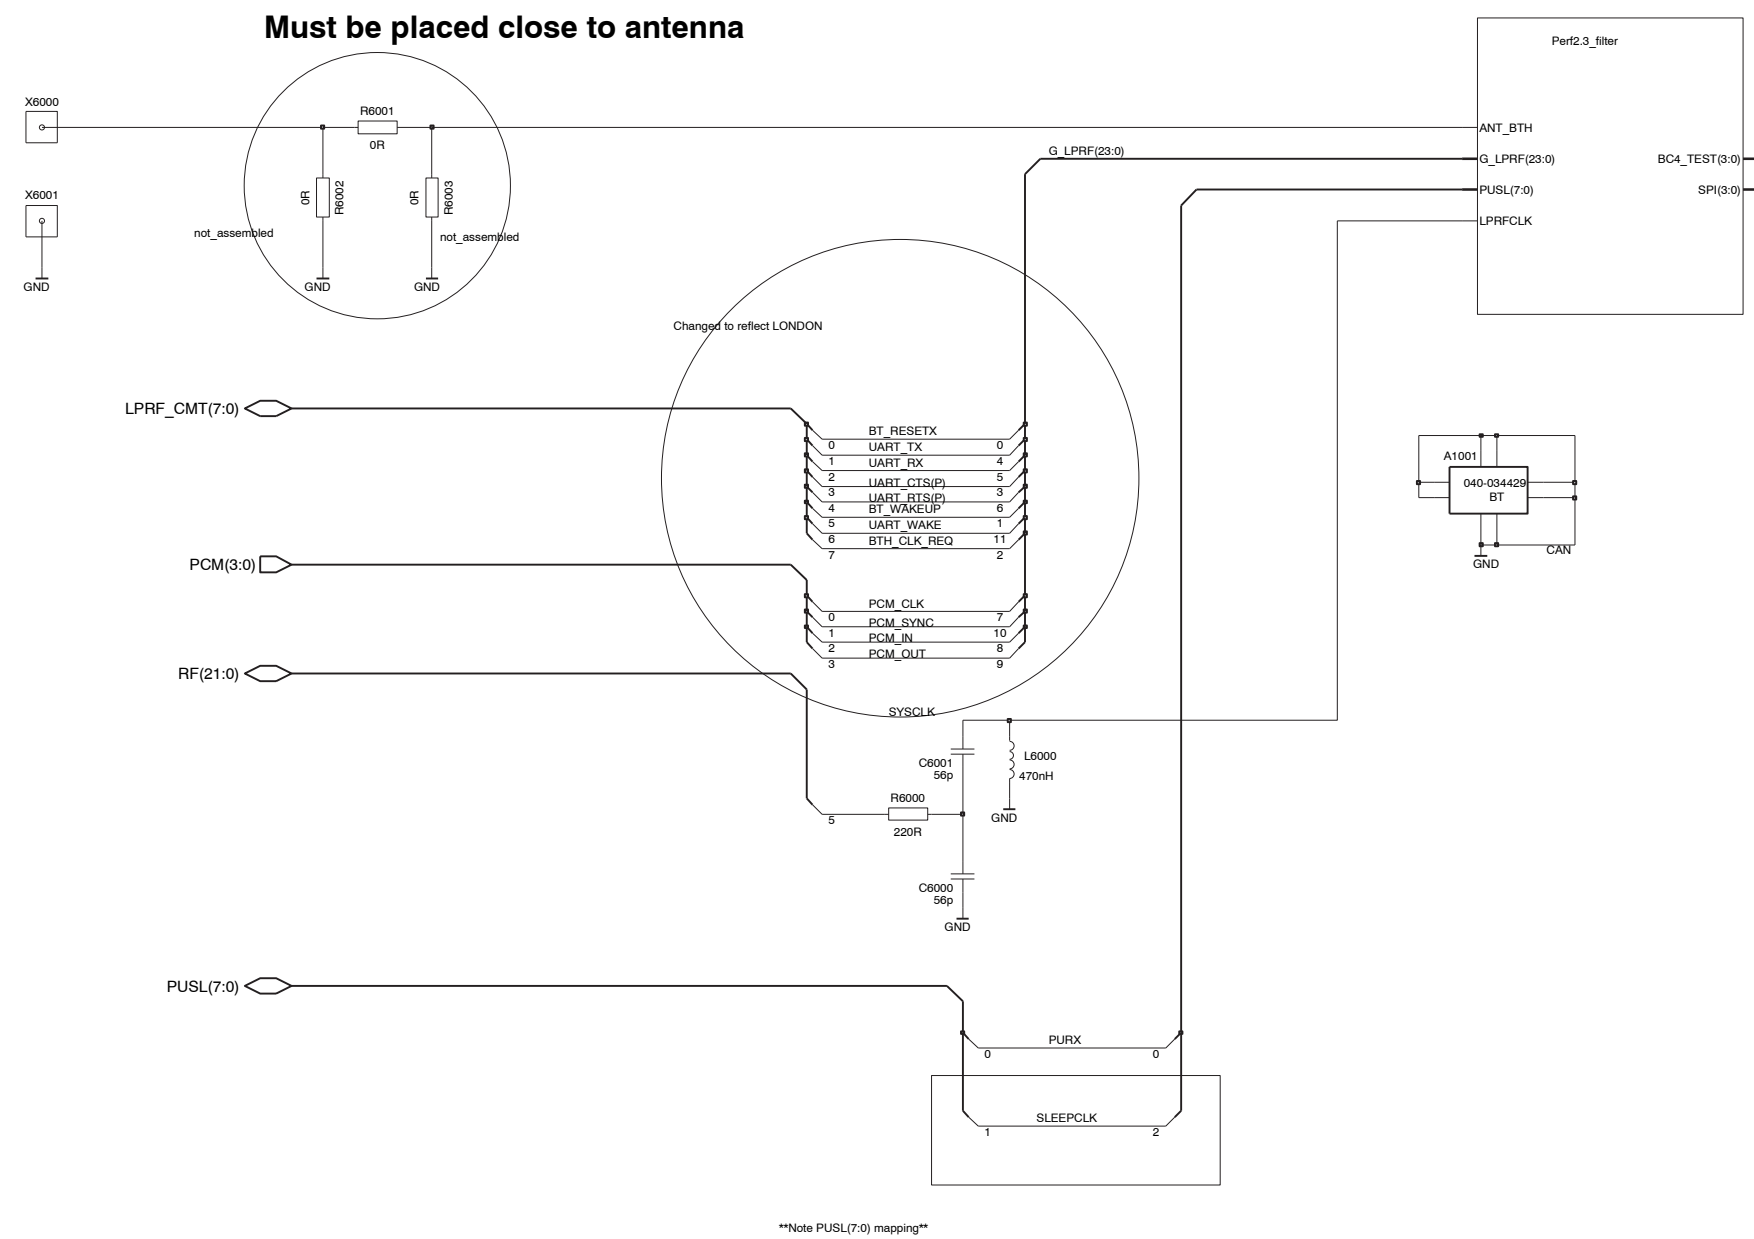 Must be placed close to antenna
Perf2.3_filter
X6000
R6001
0R
ANT_BTH
G_LPRF(23:0)
G_LPRF(23:0)
BC4_TEST(3:0)
PUSL(7:0)
SPI(3:0)
LPRFCLK
X6001
GND
0R
R6002
not_assembled
GND
0R
R6003
not_assembled
GND
Changed to reflect LONDON
LPRF_CMT(7:0)
BT_RESETX
0 UART_TX 0
1 UART_RX 4
2 UART_CTS(P) 5
3 UART_RTS(P) 3
4 BT_WAKEUP 6
5 UART_WAKE 1
6 BTH_CLK_REQ 11
7 2
A1001
040-034429
BT
CAN
GND
PCM(3:0)
PCM_CLK
0 PCM_SYNC 7
1 PCM_IN 10
2 PCM_OUT 8
3 9
RF(21:0)
SYSCLK
C6001
56p
L6000
470nH
GND
R6000
5
220R
C6000
56p
GND
PUSL(7:0)
PURX
0 0
SLEEPCLK
1 2
**Note PUSL(7:0) mapping**